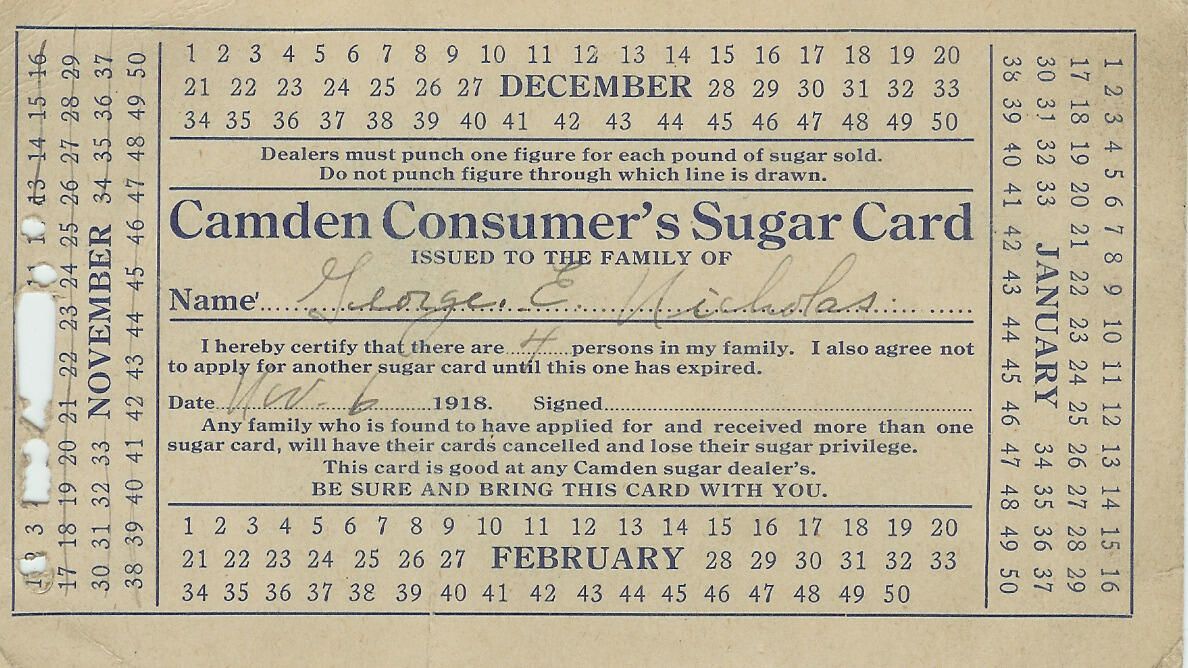 1 2 3 4 5 6 7 8 9 10 11 12 13 14 15 16 17 18 19 20
21 22 23 24 25 26 27 DECEMBER 28 29 30 31 32 33
34 35 36 37 38 39 40 41 42 43 44 45 46 47 48 49 50
Dealers must punch one figure for each pound of sugar sold.
Do not punch figure through which line is drawn.
Camden Consumer's Sugar Card
ISSUED TO THE FAMILY OF
Name George. E. Nicholas
I hereby certify that there are 4 persons in my family. I also agree not
to apply for another sugar card until this one has expired.
Date Nov. 6 1918. Signed
Any family who is found to have applied for and received more than one
sugar card, will have their cards cancelled and lose their sugar privilege.
This card is good at any Camden sugar dealer's.
BE SURE AND BRING THIS CARD WITH YOU.
1 2 3 4 5 6 7 8 9 10 11 12 13 14 15 16 17 18 19 20
21 22 23 24 25 26 27 FEBRUARY 28 29 30 31 32 33
34 35 36 37 38 39 40 41 42 43 44 45 46 47 48 49 50
3 13 14 15 16
17 18 19 20 21 22 23 24 25 26 27 28 29
30 31 32 33 NOVEMBER 34 35 36 37
38 39 40 41 42 43 44 45 46 47 48 49 50
1 2 3 4 5 6 7 8 9 10 11 12 13 14 15 16
17 18 19 20 21 22 23 24 25 26 27 28 29
30 31 32 33 JANUARY 34 35 36 37
38 39 40 41 42 43 44 45 46 47 48 49 50